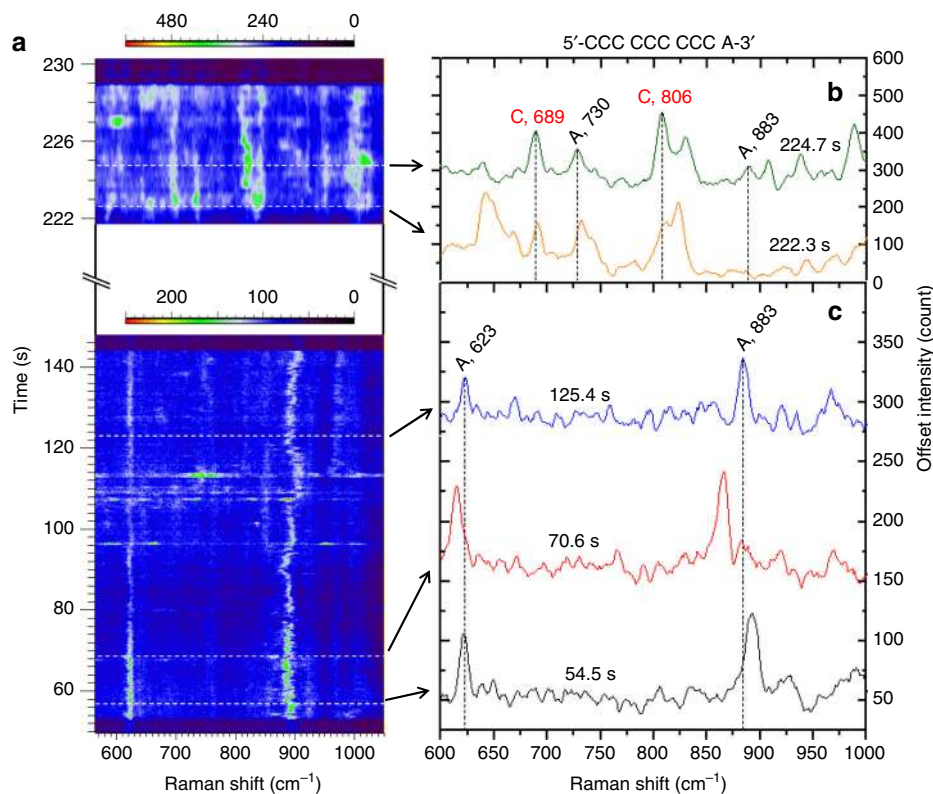 a
480 240 0
230
226
222
200 100 0
140
120
100
80
60
Time (s)
600 700 800 900 1000
Raman shift (cm⁻¹)
5′-CCC CCC CCC A-3′
b
C, 689
A, 730
C, 806
A, 883
224.7 s
222.3 s
600
500
400
300
200
100
0
c
A, 623
A, 883
125.4 s
70.6 s
54.5 s
350
300
250
200
150
100
50
Offset intensity (count)
600 650 700 750 800 850 900 950 1000
Raman shift (cm⁻¹)